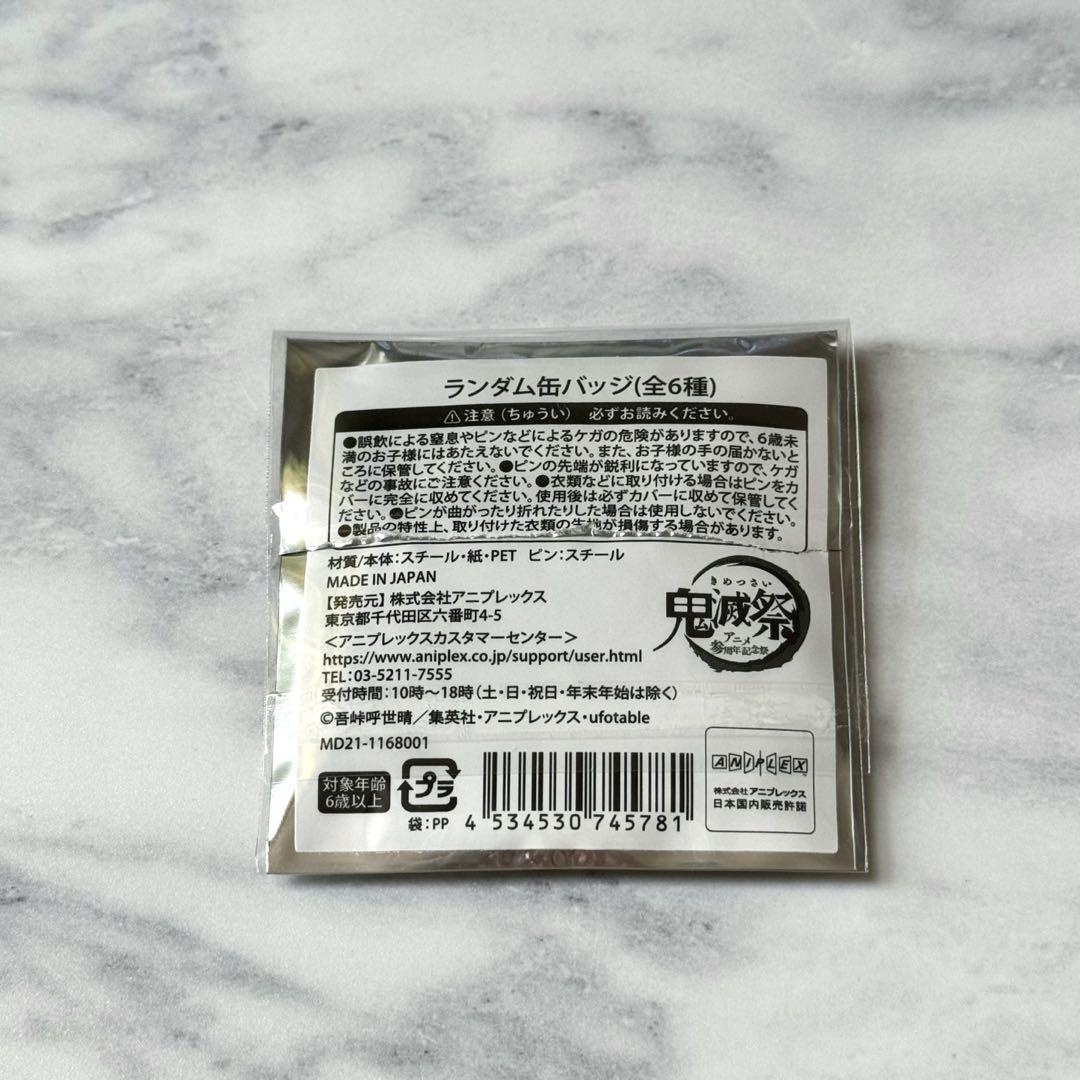 ランダム缶バッジ(全6種)
⚠注意(ちゅうい) 必ずお読みください。
●誤飲による窒息やピンなどによるケガの危険がありますので、6歳未
満のお子様にはあたえないでください。また、お子様の手の届かないと
ころに保管してください。●ピンの先端が鋭利になっていますので、ケガ
などの事故にご注意ください。●衣類などに取り付ける場合はピンをカ
バーに完全に収めてください。使用後は必ずカバーに収めて保管してく
ださい。●ピンが曲がったり折れたりした場合は使用しないでください。
●製品の特性上、取り付けた衣類の生地が損傷する場合があります。
材質/本体:スチール・紙・PET ピン:スチール
MADE IN JAPAN
【発売元】株式会社アニプレックス
東京都千代田区六番町4-5
<アニプレックスカスタマーセンター>
https://www.aniplex.co.jp/support/user.html
TEL:03-5211-7555
受付時間:10時~18時(土・日・祝日・年末年始は除く)
©吾峠呼世晴/集英社・アニプレックス・ufotable
MD21-1168001
きめつさい
鬼滅祭
アニメ
参周年記念祭
対象年齢
6歳以上
プラ
袋:PP
4 534530 745781
ANIPLEX
株式会社アニプレックス
日本国内販売許諾